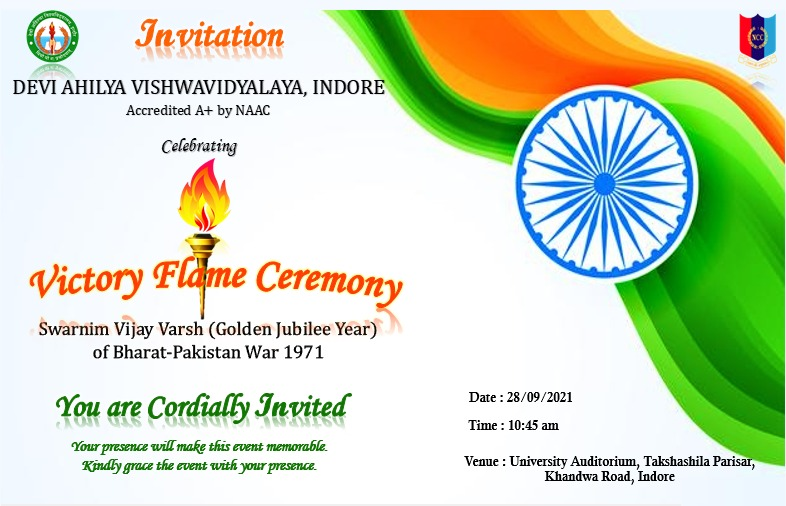 Invitation
DEVI AHILYA VISHWAVIDYALAYA, INDORE
Accredited A+ by NAAC
Celebrating
Victory Flame Ceremony
Swarnim Vijay Varsh (Golden Jubilee Year)
of Bharat-Pakistan War 1971
You are Cordially Invited
Your presence will make this event memorable.
Kindly grace the event with your presence.
NCC
Date : 28/09/2021
Time : 10:45 am
Venue : University Auditorium, Takshashila Parisar,
Khandwa Road, Indore